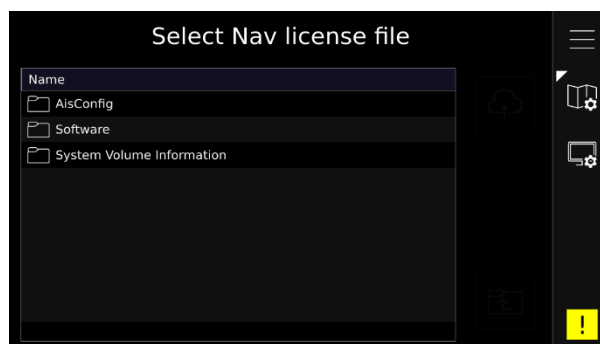 Select Nav license file
Name
AisConfig
Software
System Volume Information
!